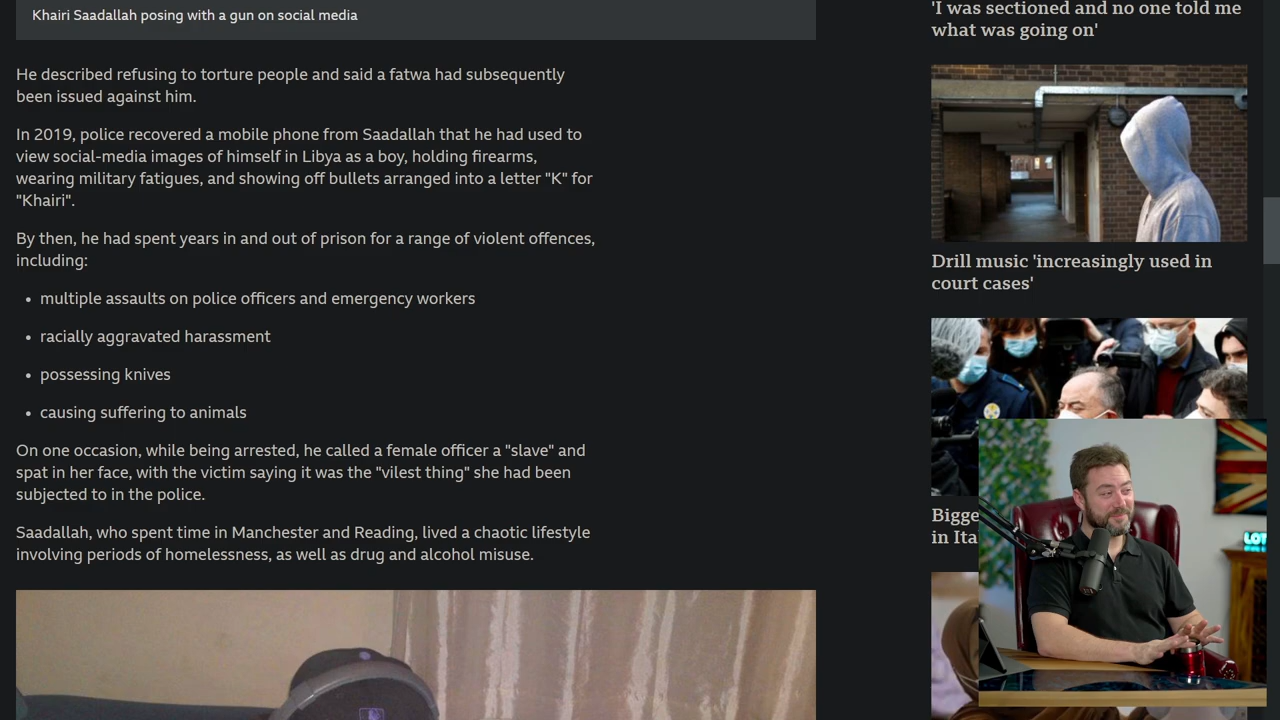 Khairi Saadallah posing with a gun on social media
He described refusing to torture people and said a fatwa had subsequently
been issued against him.
In 2019, police recovered a mobile phone from Saadallah that he had used to
view social-media images of himself in Libya as a boy, holding firearms,
wearing military fatigues, and showing off bullets arranged into a letter "K" for
"Khairi".
By then, he had spent years in and out of prison for a range of violent offences,
including:
• multiple assaults on police officers and emergency workers
• racially aggravated harassment
• possessing knives
• causing suffering to animals
On one occasion, while being arrested, he called a female officer a "slave" and
spat in her face, with the victim saying it was the "vilest thing" she had been
subjected to in the police.
Saadallah, who spent time in Manchester and Reading, lived a chaotic lifestyle
involving periods of homelessness, as well as drug and alcohol misuse.
'I was sectioned and no one told me
what was going on'
Drill music 'increasingly used in
court cases'
Bigge
in Ita
LOT